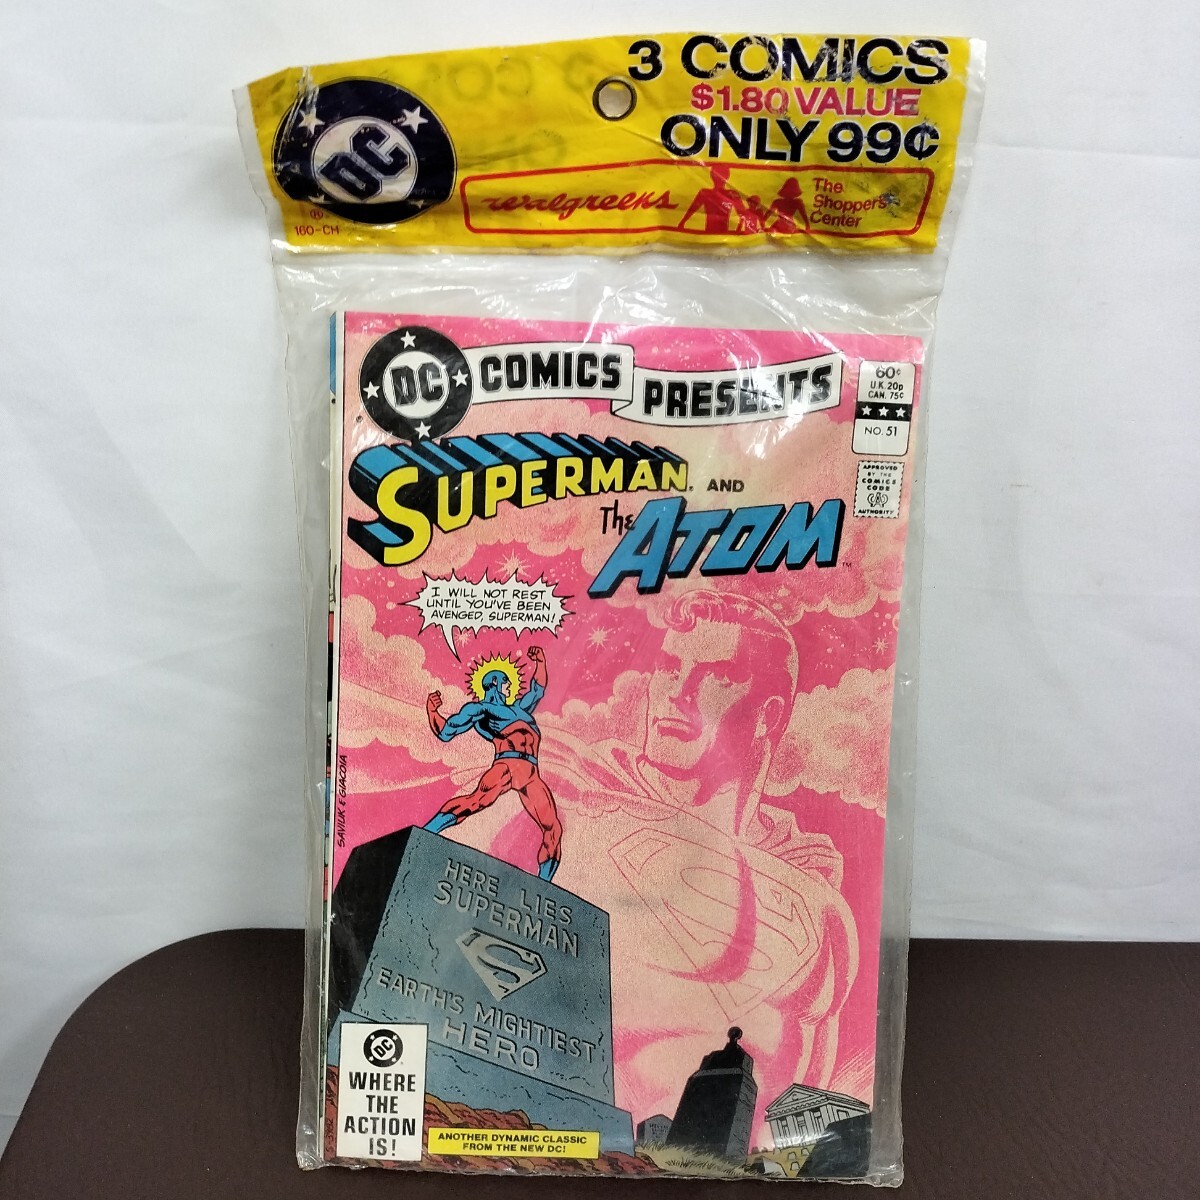 3 COMICS
$1.80 VALUE
ONLY 99¢
DC
®
160-CH
Walgreens
The
Shoppers
Center
DC COMICS PRESENTS
60¢
U.K. 20p
CAN. 75¢
NO. 51
APPROVED
BY THE
COMICS
CODE
AUTHORITY
SUPERMAN. AND
The ATOM™
I WILL NOT REST
UNTIL YOU'VE BEEN
AVENGED, SUPERMAN!
SAVIUK & GIACOIA
HERE LIES
SUPERMAN
S
EARTH'S MIGHTIEST
HERO
DC
WHERE
THE
ACTION
IS!
ANOTHER DYNAMIC CLASSIC
FROM THE NEW DC!